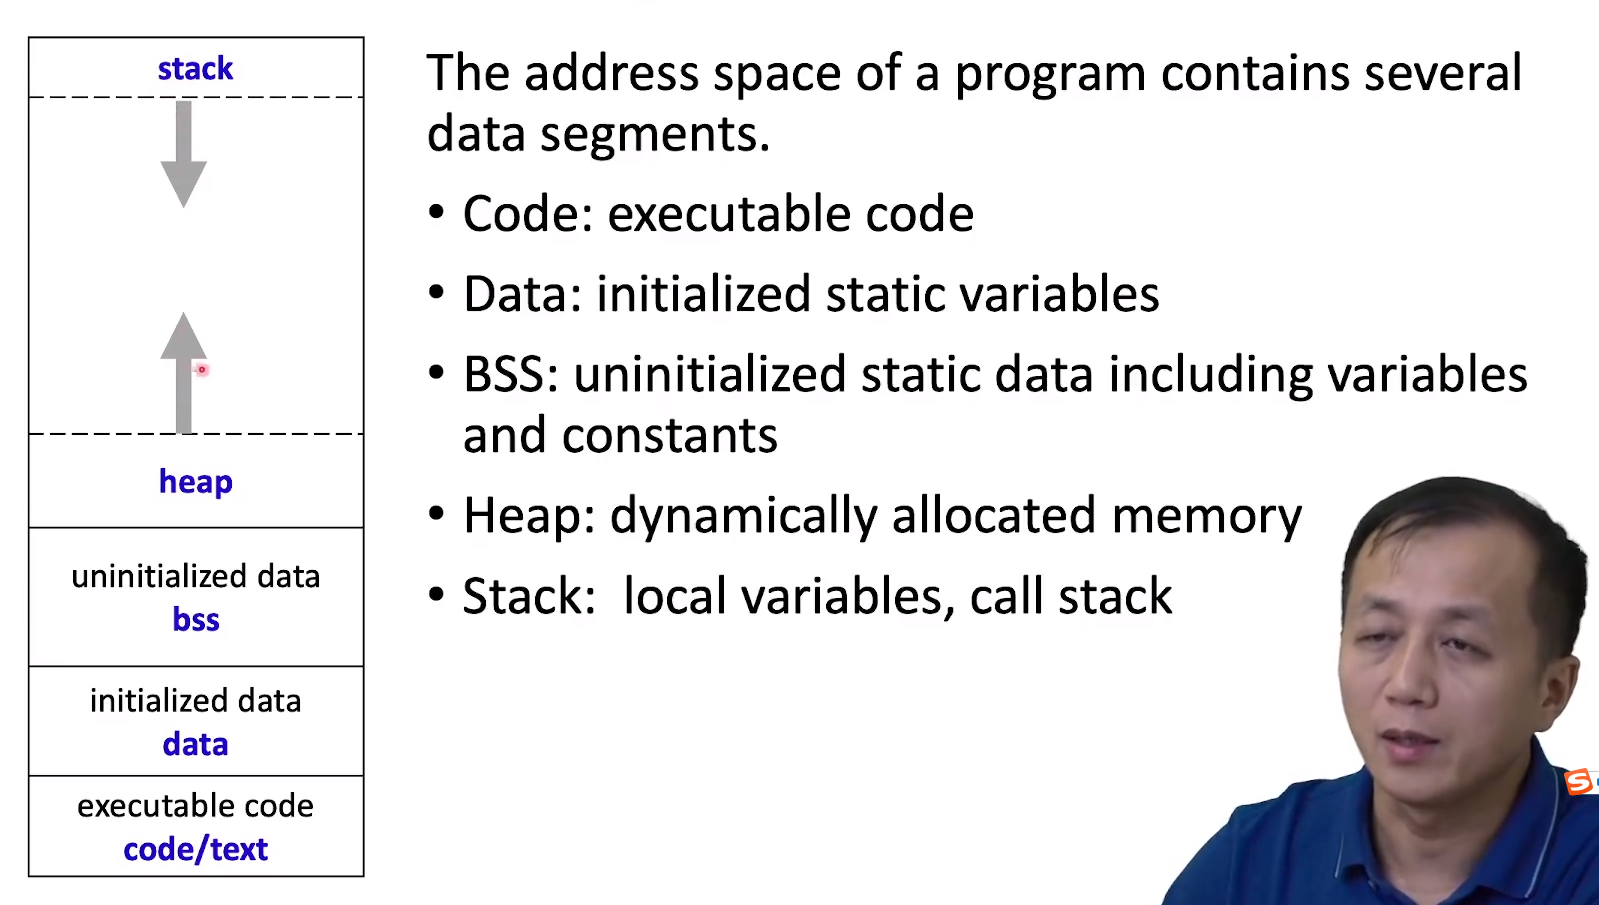 stack
heap
uninitialized data
bss
initialized data
data
executable code
code/text
The address space of a program contains several
data segments.
• Code: executable code
• Data: initialized static variables
• BSS: uninitialized static data including variables
and constants
• Heap: dynamically allocated memory
• Stack:  local variables, call stack
S